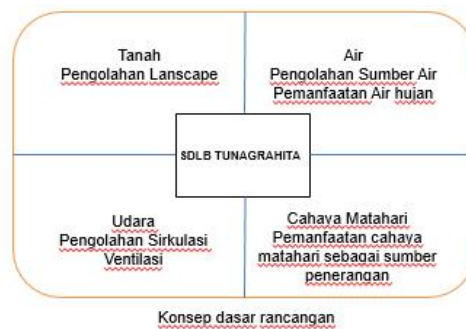 Tanah
Pengolahan Lanscape
Air
Pengolahan Sumber Air
Pemanfaatan Air hujan
SDLB TUNAGRAHITA
Udara
Pengolahan Sirkulasi
Ventilasi
Cahaya Matahari
Pemanfaatan cahaya
matahari sebagai sumber
penerangan
Konsep dasar rancangan